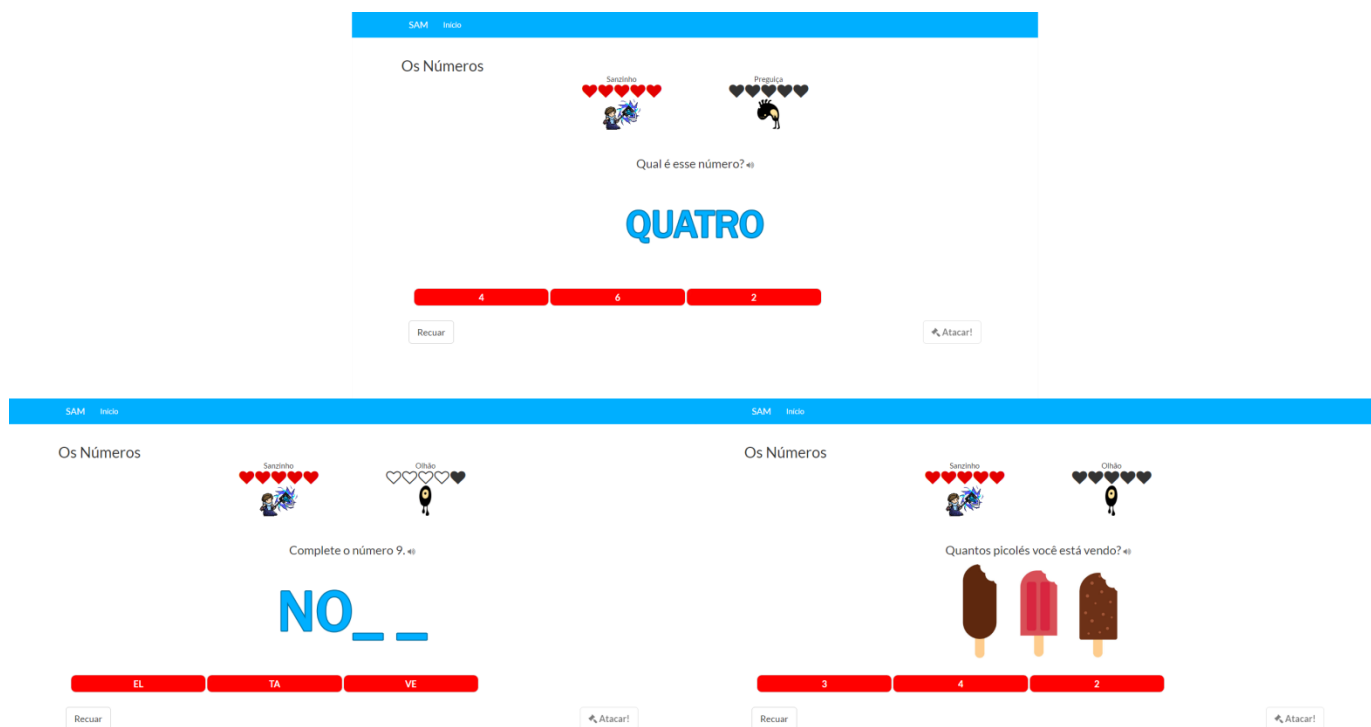 SAM Início
Os Números
Sanzinho Preguiça
Qual é esse número?
QUATRO
4 6 2
Recuar Atacar!
SAM Início
Os Números
Sanzinho Olhão
Complete o número 9.
NO_ _
EL TA VE
Recuar Atacar!
SAM Início
Os Números
Sanzinho Olhão
Quantos picolés você está vendo?
3 4 2
Recuar Atacar!